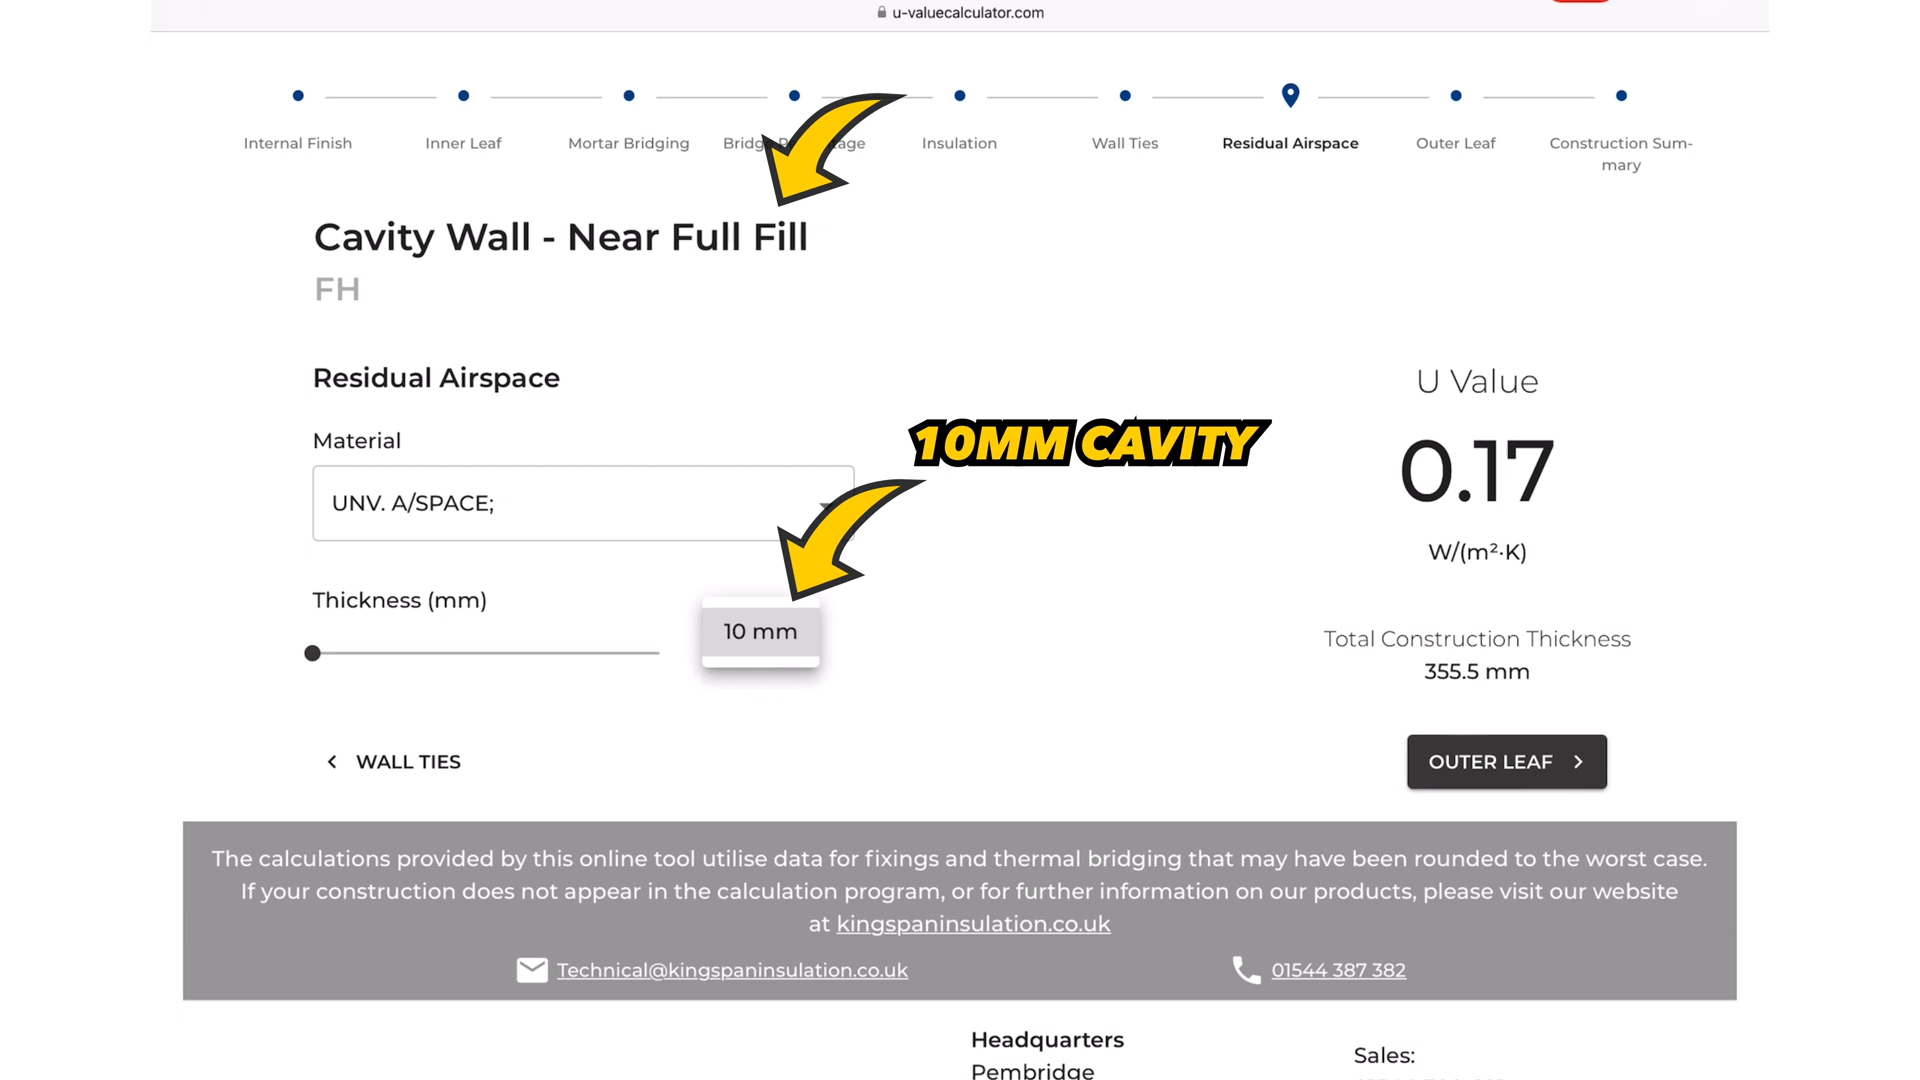 u-valuecalculator.com
Internal Finish
Inner Leaf
Mortar Bridging
Insulation
Wall Ties
Residual Airspace
Outer Leaf
Construction Sum-
mary
Cavity Wall - Near Full Fill
FH
Residual Airspace
Material
UNV. A/SPACE;
Thickness (mm)
10 mm
10MM CAVITY
U Value
0.17
W/(m²·K)
Total Construction Thickness
355.5 mm
WALL TIES
OUTER LEAF
The calculations provided by this online tool utilise data for fixings and thermal bridging that may have been rounded to the worst case.
If your construction does not appear in the calculation program, or for further information on our products, please visit our website
at kingspaninsulation.co.uk
Technical@kingspaninsulation.co.uk
01544 387 382
Headquarters
Pembridge
Sales: